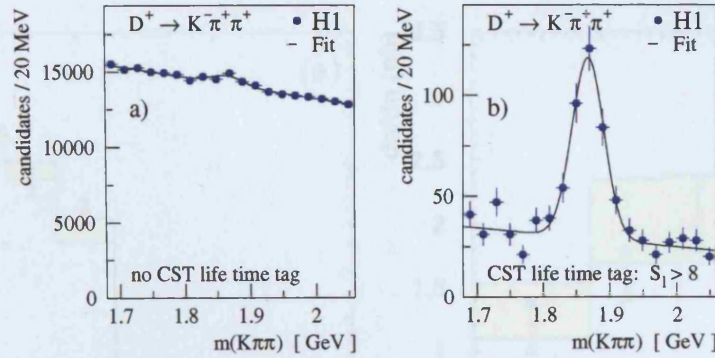 D⁺ → K⁻π⁺π⁺
H1
Fit
candidates / 20 MeV
15000
10000
5000
0
a)
no CST life time tag
1.7 1.8 1.9 2
m(Kππ) [ GeV ]
D⁺ → K⁻π⁺π⁺
H1
Fit
candidates / 20 MeV
100
50
0
b)
CST life time tag: S_l > 8
1.7 1.8 1.9 2
m(Kππ) [ GeV ]